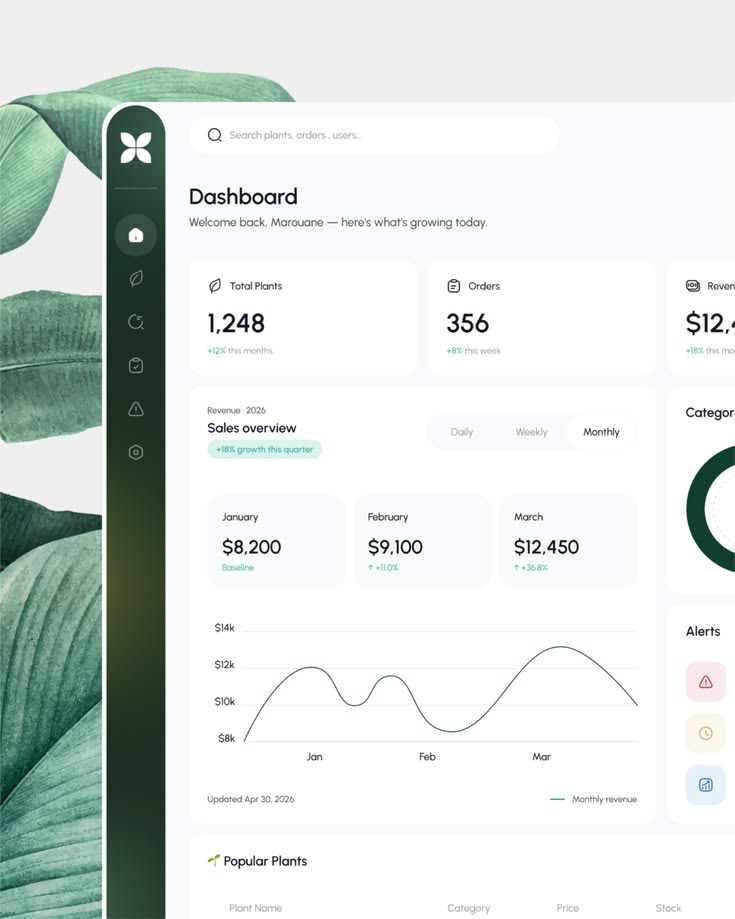 Search plants, orders , users...
Dashboard
Welcome back, Marouane — here's what's growing today.
Total Plants
1,248
+12% this months
Orders
356
+8% this week
Reven
$12,4
+18% this mo
Revenue · 2026
Sales overview
+18% growth this quarter
Daily
Weekly
Monthly
Categor
January
$8,200
Baseline
February
$9,100
↑ +11.0%
March
$12,450
↑ +36.8%
$14k
$12k
$10k
$8k
Jan
Feb
Mar
Updated Apr 30, 2026
Monthly revenue
Alerts
Popular Plants
Plant Name
Category
Price
Stock